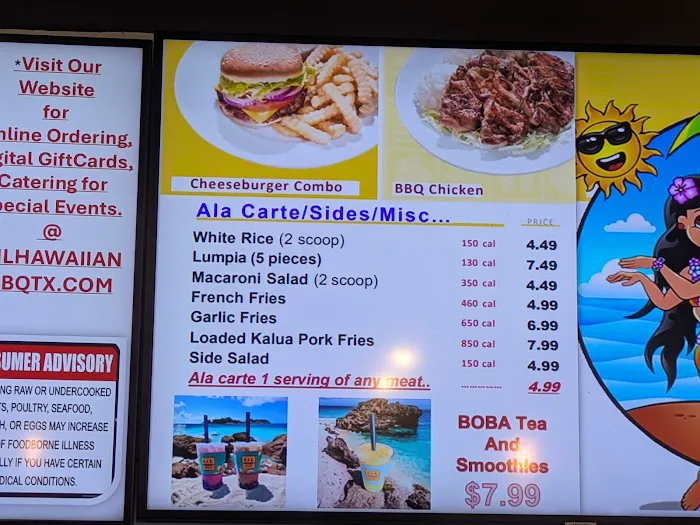 *Visit Our
Website
for
nline Ordering,
gital GiftCards,
Catering for
pecial Events.
@
LHAWAIIAN
BQTX.COM
SUMER ADVISORY
NG RAW OR UNDERCOOKED
TS, POULTRY, SEAFOOD,
H, OR EGGS MAY INCREASE
OF FOODBORNE ILLNESS
LLY IF YOU HAVE CERTAIN
DICAL CONDITIONS.
Cheeseburger Combo
BBQ Chicken
Ala Carte/Sides/Misc... PRICE
White Rice (2 scoop) 150 cal 4.49
Lumpia (5 pieces) 130 cal 7.49
Macaroni Salad (2 scoop) 350 cal 4.49
French Fries 460 cal 4.99
Garlic Fries 650 cal 6.99
Loaded Kalua Pork Fries 850 cal 7.99
Side Salad 150 cal 4.99
Ala carte 1 serving of any meat.. ............ 4.99
BOBA Tea
And
Smoothies
$7.99